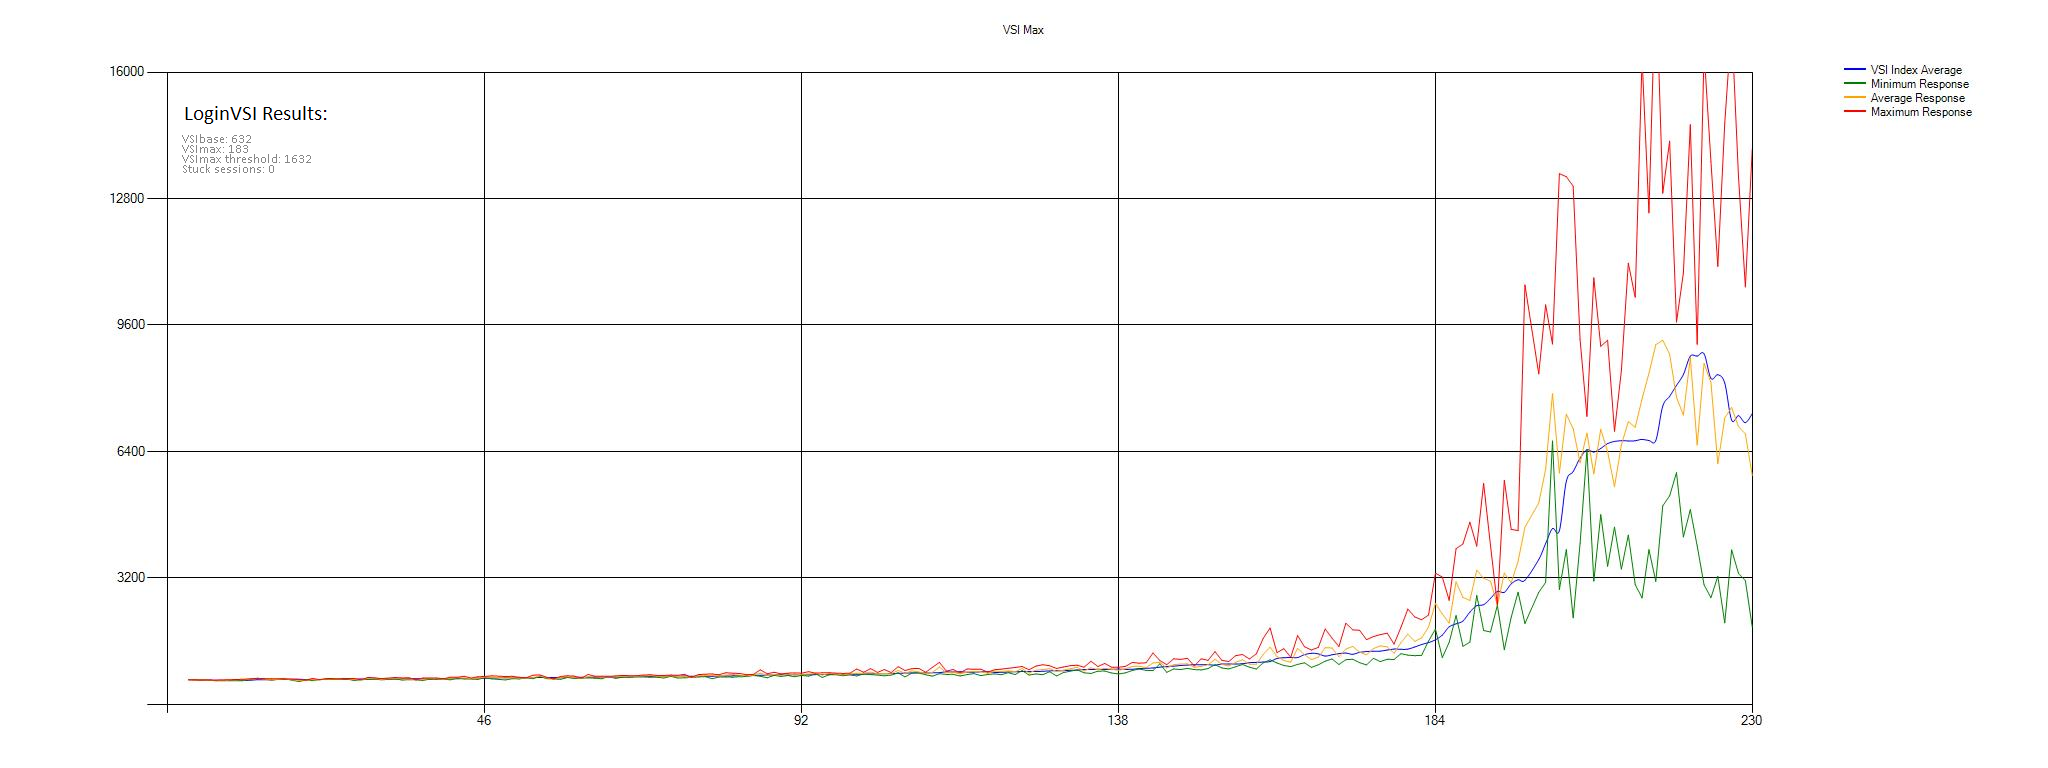 VSI Max
16000
12800
9600
6400
3200
LoginVSI Results:
VSIbase: 632
VSImax: 183
VSImax threshold: 1632
Stuck sessions: 0
VSI Index Average
Minimum Response
Average Response
Maximum Response
46 92 138 184 230